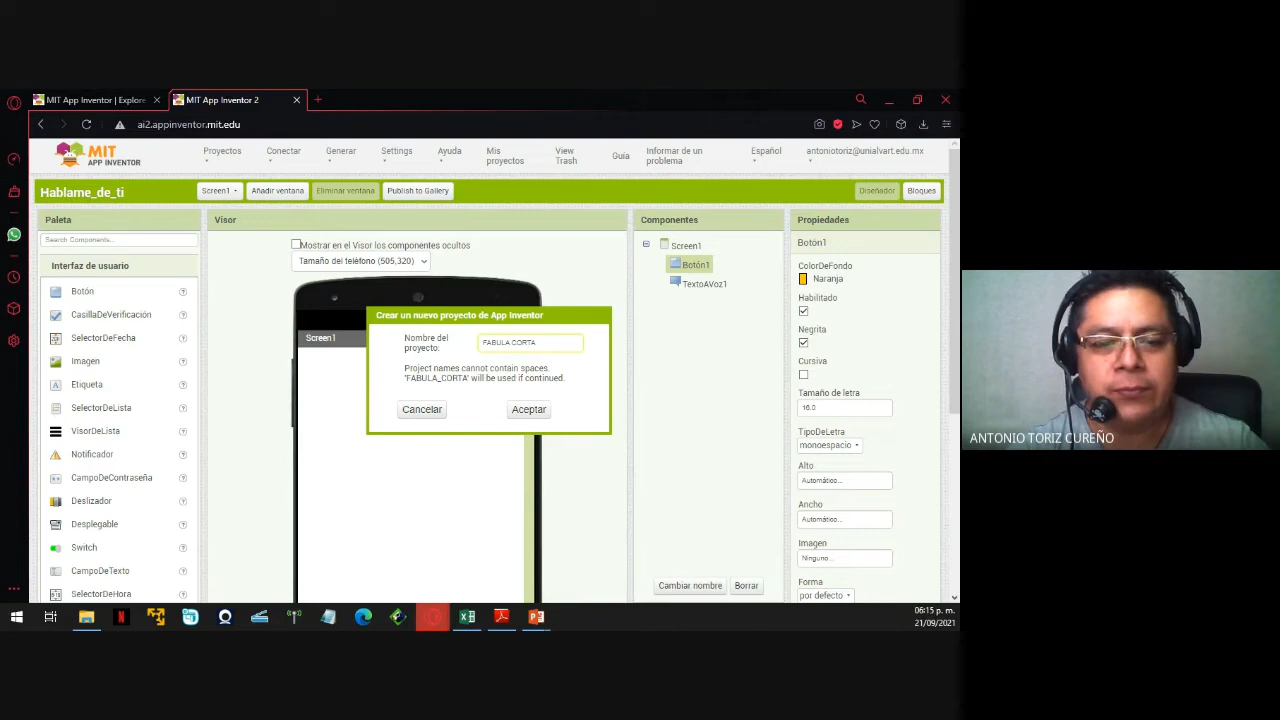 MIT App Inventor | Explore
MIT App Inventor 2
ai2.appinventor.mit.edu
MIT
APP INVENTOR
Proyectos
Conectar
Generar
Settings
Ayuda
Mis
proyectos
View
Trash
Guía
Informar de un
problema
Español
antoniotoriz@unialvart.edu.mx
Hablame_de_ti
Screen1
Añadir ventana
Eliminar ventana
Publish to Gallery
Diseñador
Bloques
Paleta
Search Components...
Interfaz de usuario
Botón
CasillaDeVerificación
SelectorDeFecha
Imagen
Etiqueta
SelectorDeLista
VisorDeLista
Notificador
CampoDeContraseña
Deslizador
Desplegable
Switch
CampoDeTexto
SelectorDeHora
Visor
Mostrar en el Visor los componentes ocultos
Tamaño del teléfono (505,320)
Screen1
Crear un nuevo proyecto de App Inventor
Nombre del
proyecto:
FABULA CORTA
Project names cannot contain spaces.
'FABULA_CORTA' will be used if continued.
Cancelar
Aceptar
Componentes
Screen1
Botón1
TextoAVoz1
Cambiar nombre
Borrar
Propiedades
Botón1
ColorDeFondo
Naranja
Habilitado
Negrita
Cursiva
Tamaño de letra
16.0
TipoDeLetra
monoespacio
Alto
Automático...
Ancho
Automático...
Imagen
Ninguno...
Forma
por defecto
06:15 p. m.
21/09/2021
ANTONIO TORIZ CUREÑO